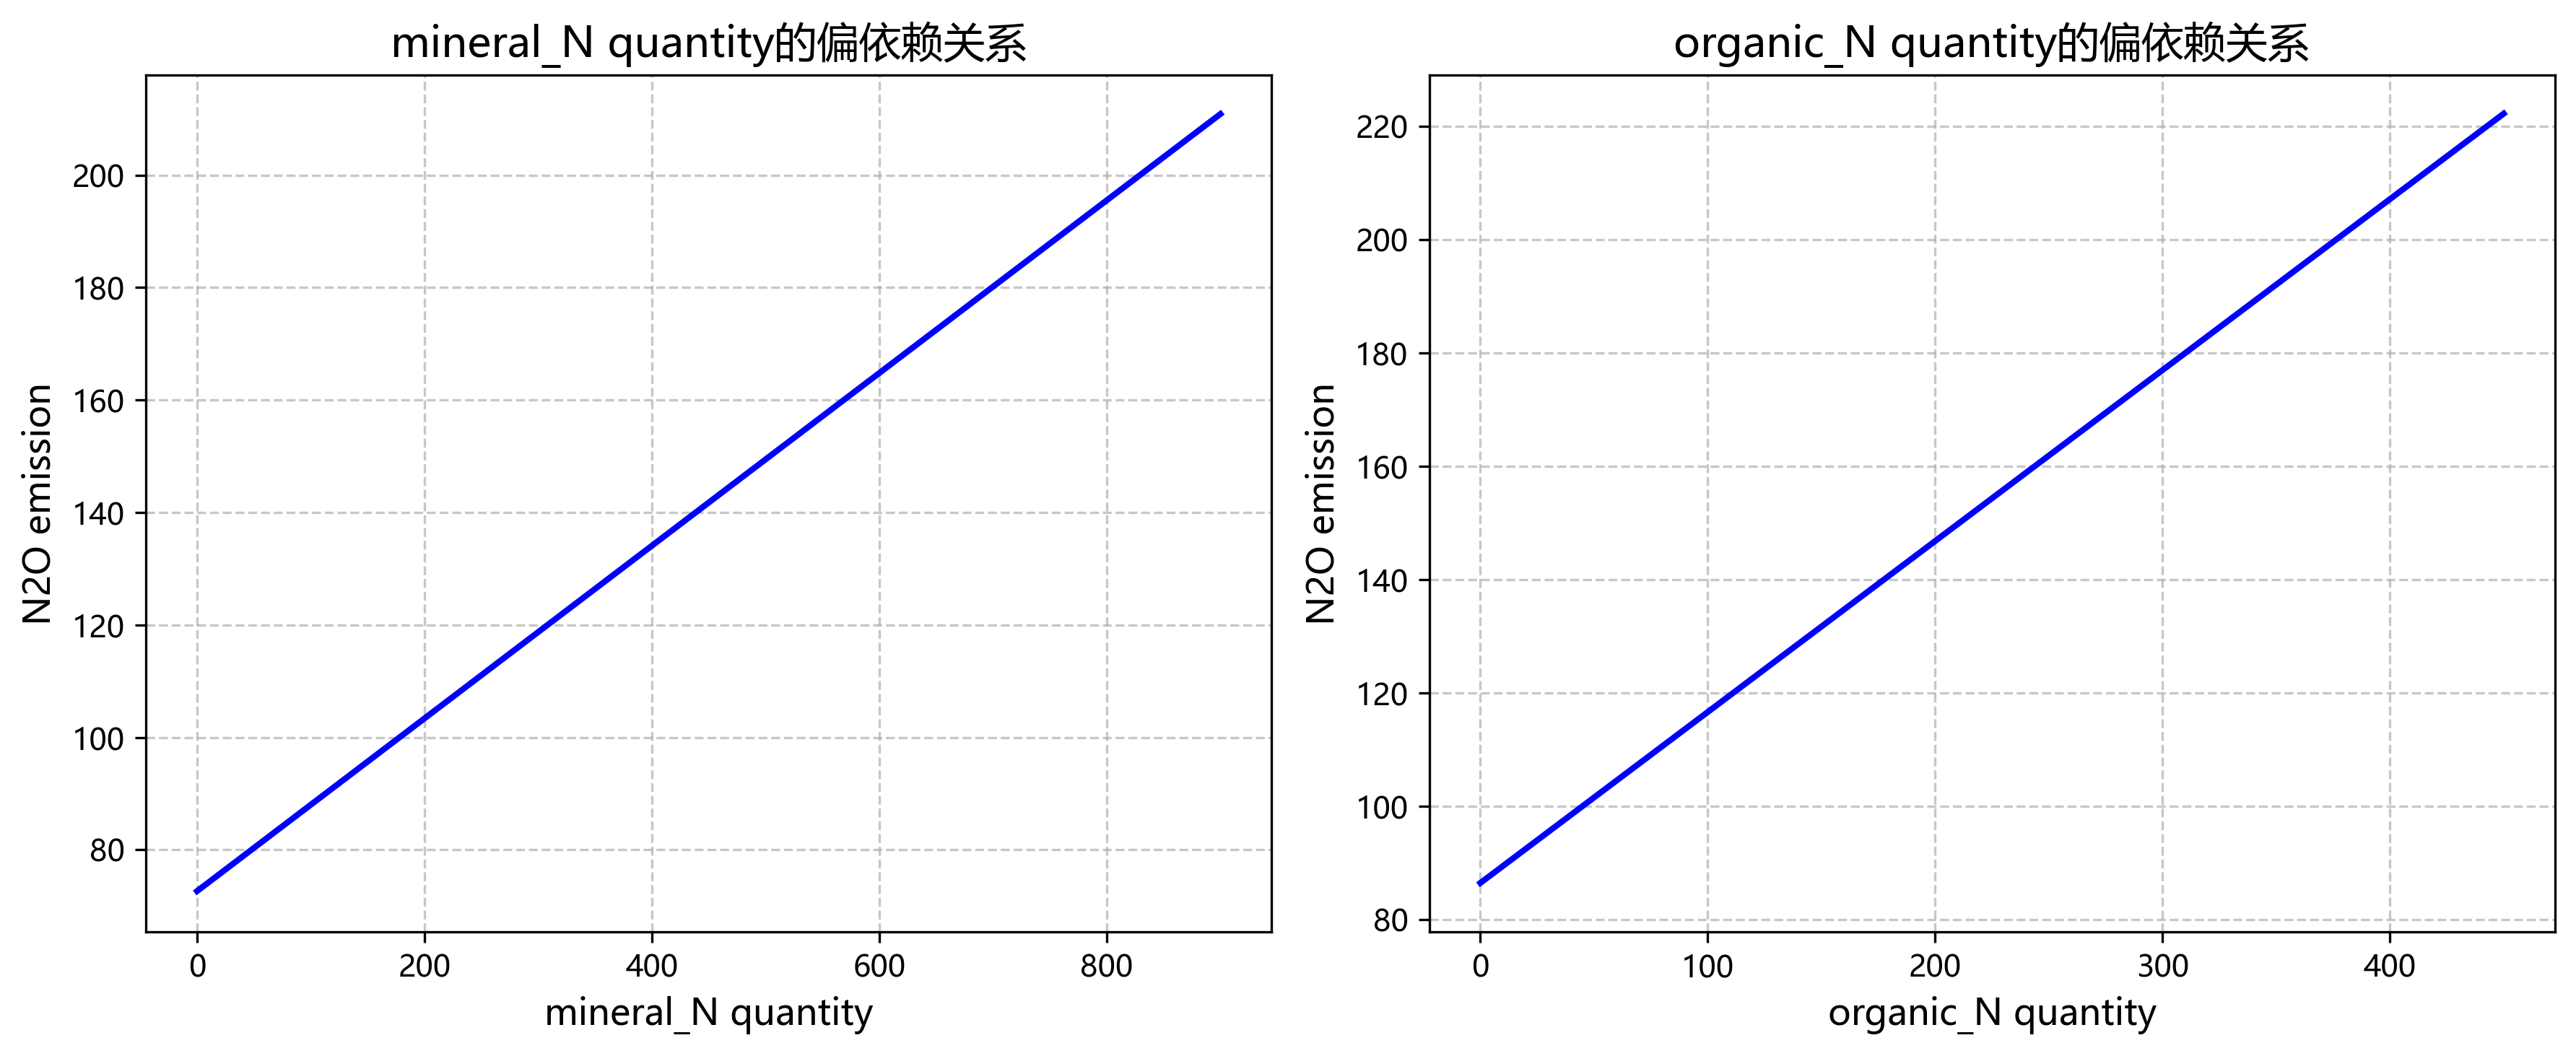 mineral_N quantity的偏依赖关系
200
180
160
140
120
100
80
N2O emission
0 200 400 600 800
mineral_N quantity
organic_N quantity的偏依赖关系
220
200
180
160
140
120
100
80
N2O emission
0 100 200 300 400
organic_N quantity